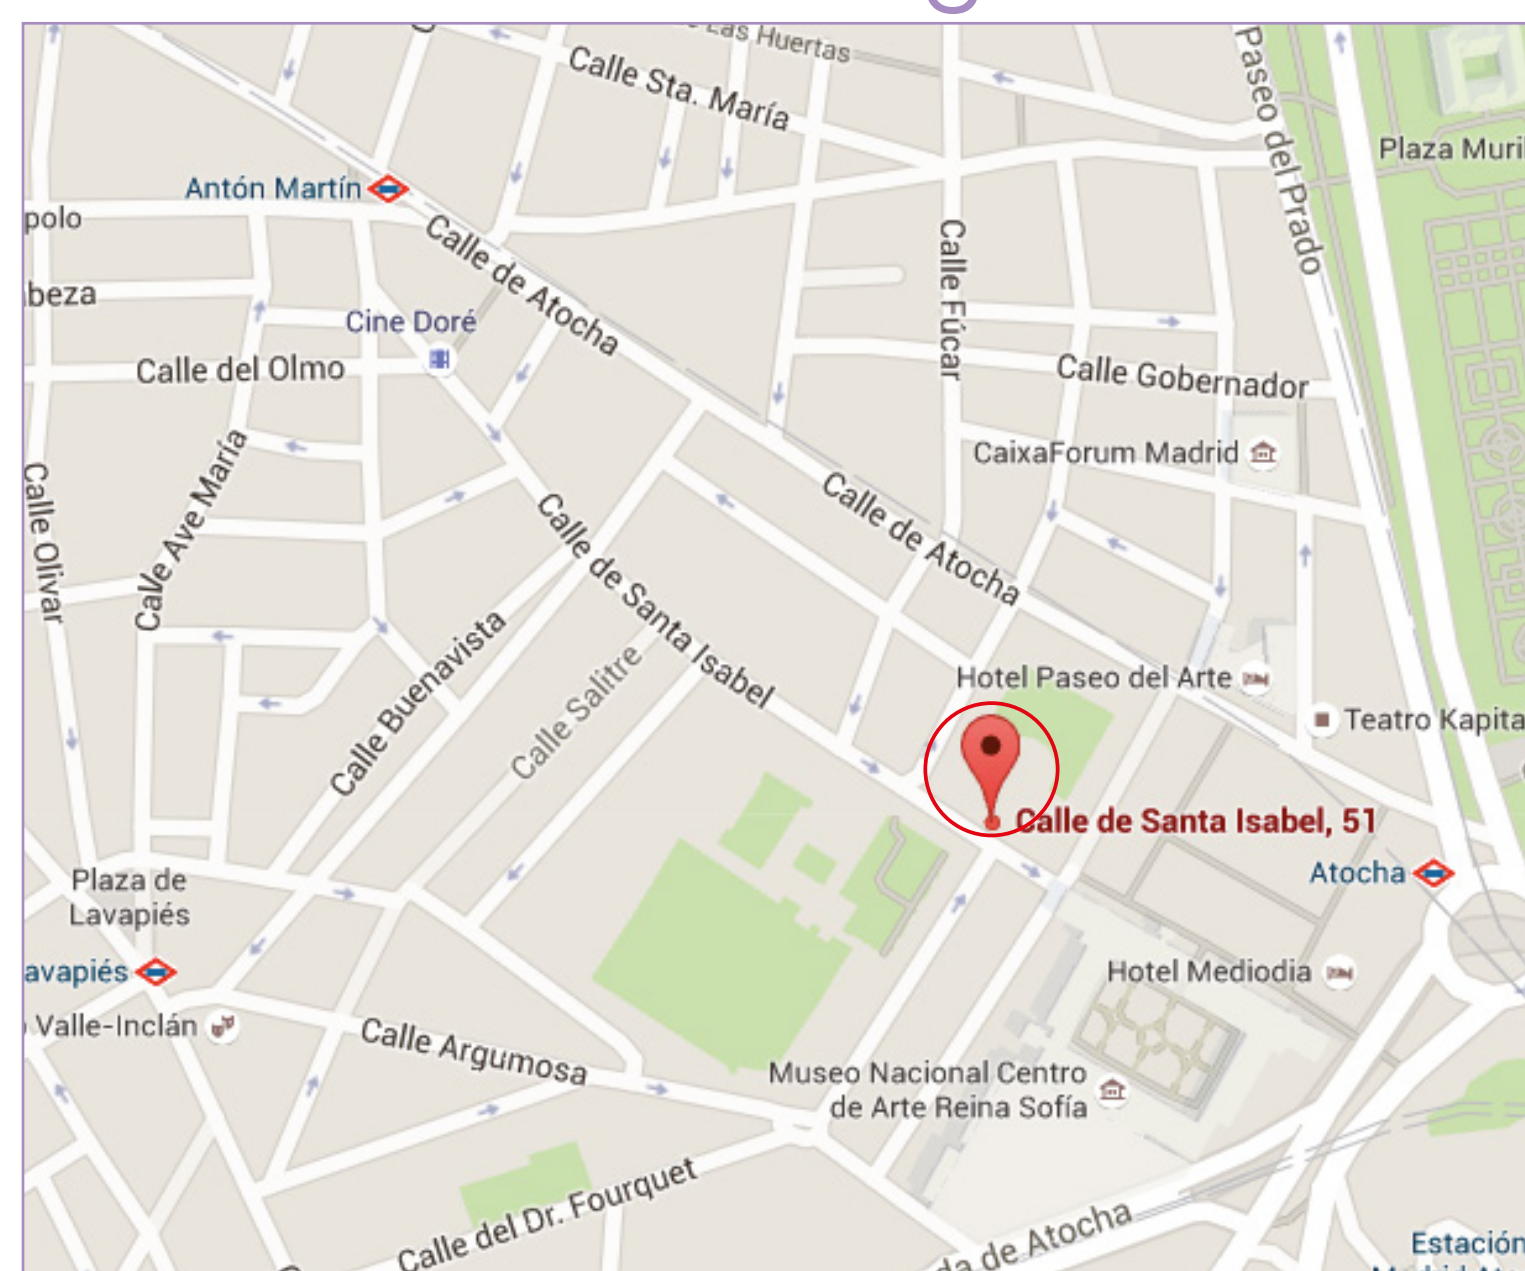 Las Huertas
Calle Sta. María
Paseo del Prado
Plaza Muri
Antón Martín
polo
Calle de Atocha
beza
Cine Doré
Calle Fúcar
Calle del Olmo
Calle Gobernador
CaixaForum Madrid
Calle Olivar
Calle Ave María
Calle de Santa Isabel
Calle de Atocha
Calle Buenavista
Calle Salitre
Hotel Paseo del Arte
Teatro Kapita
Calle de Santa Isabel, 51
Atocha
Plaza de
Lavapiés
avapiés
Hotel Mediodia
Valle-Inclán
Calle Argumosa
Museo Nacional Centro
de Arte Reina Sofía
Calle del Dr. Fourquet
da de Atocha
Estación